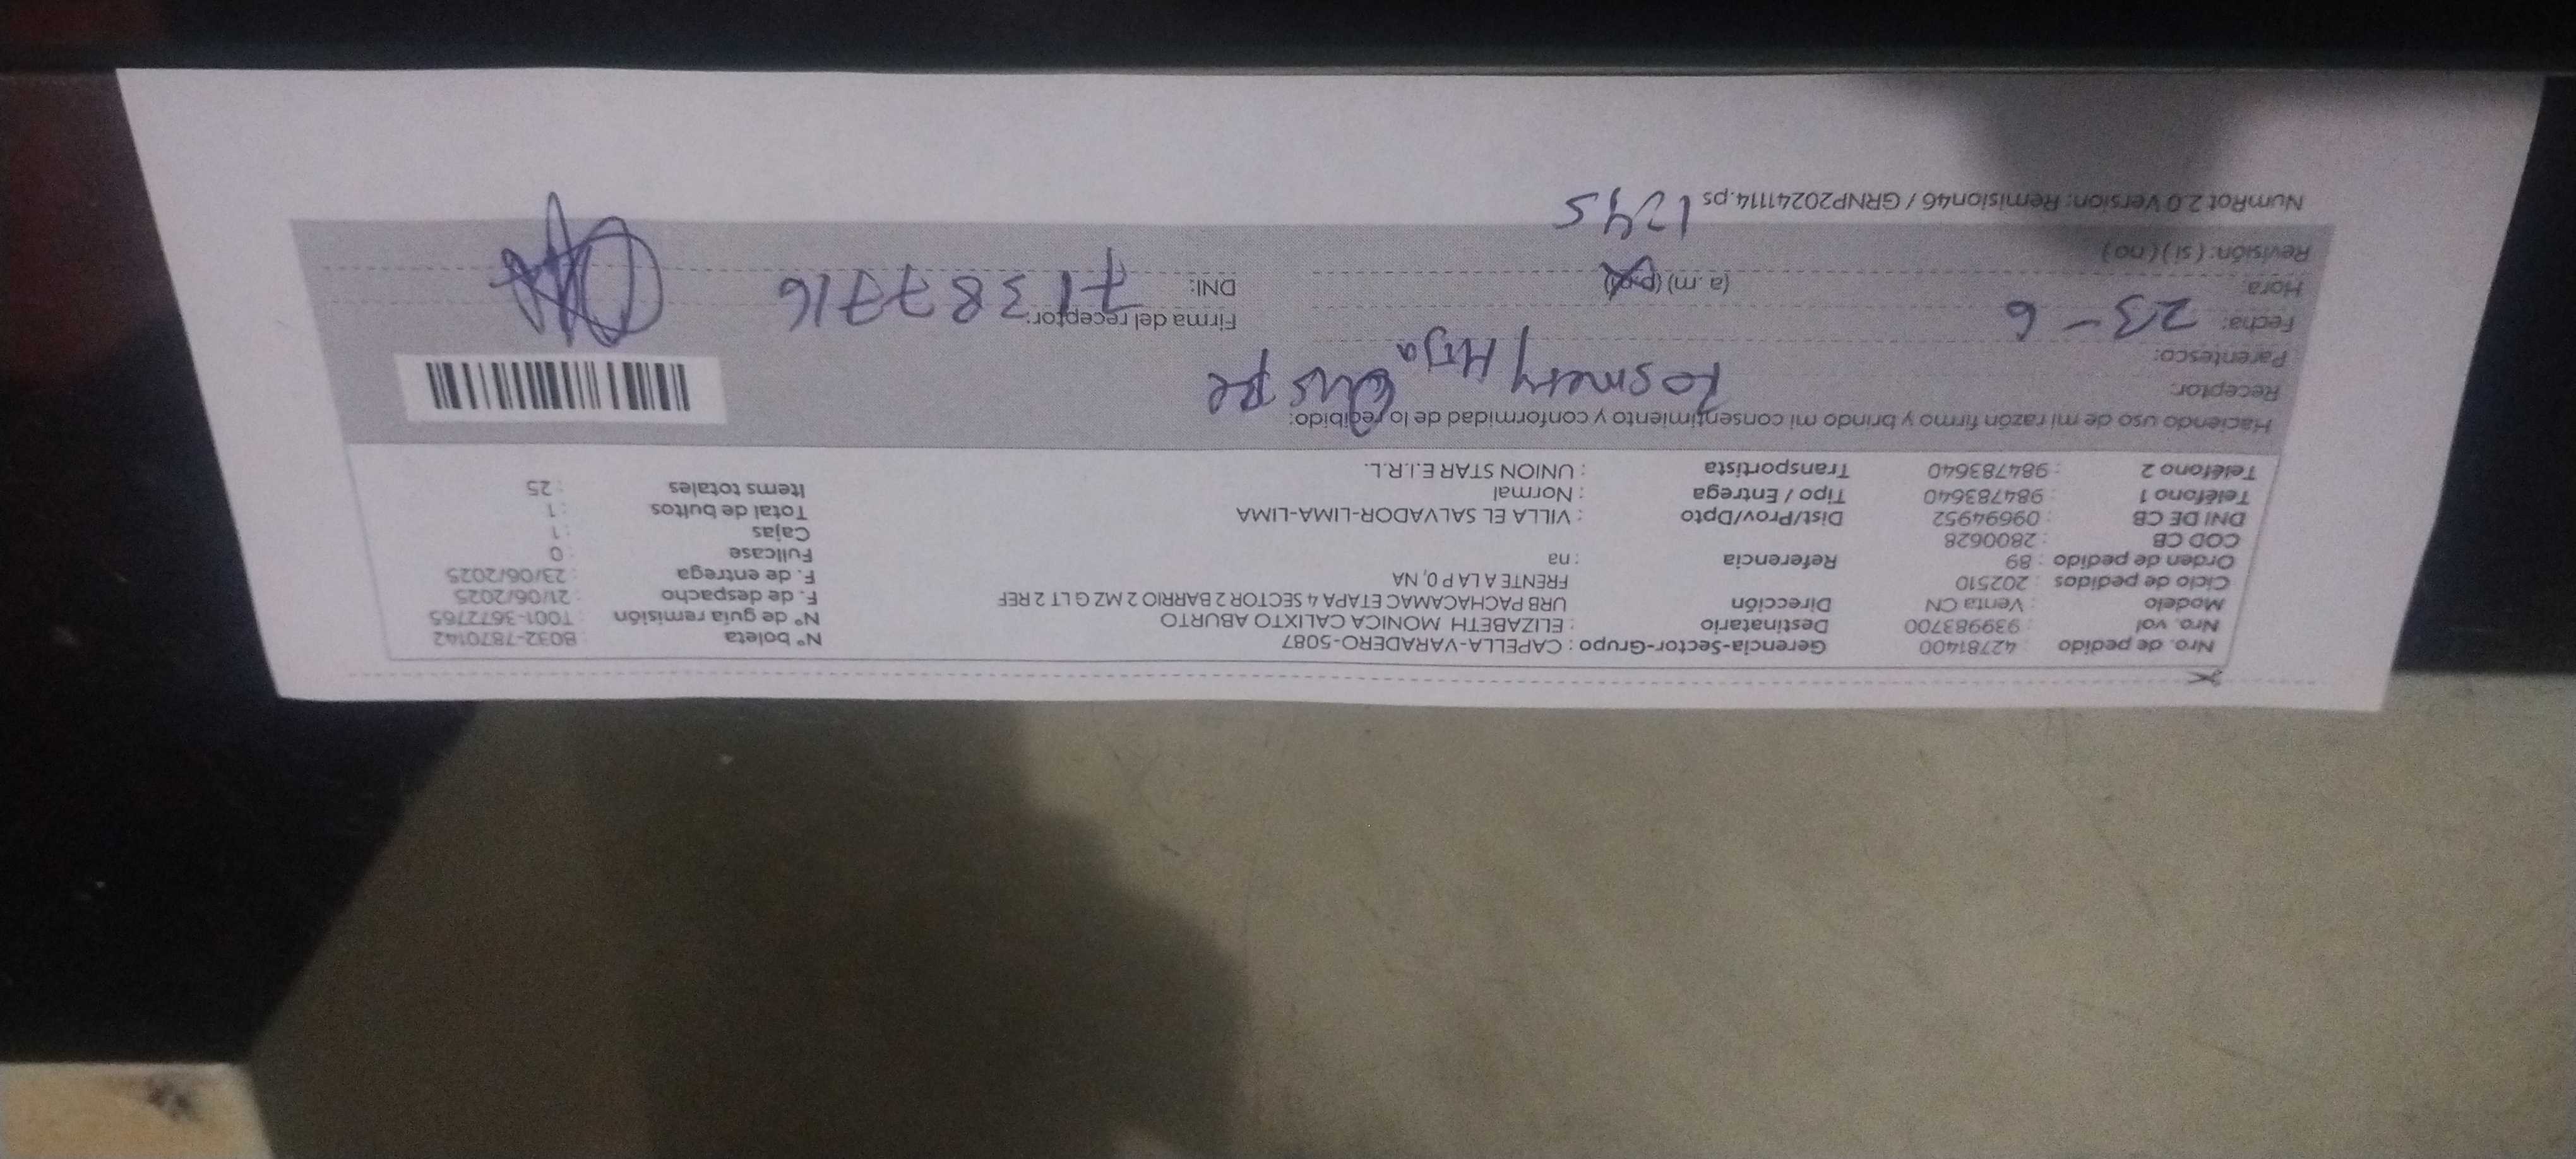 Nro. de pedido : 42781400 Gerencia-Sector-Grupo : CAPELLA-VARADERO-5087 N° boleta : B032-7870142
Nro. vol : 939983700 Destinatario : ELIZABETH MONICA CALIXTO ABURTO N° de guia remisión : T001-3672765
Modelo : Venta CN Dirección URB PACHACAMAC ETAPA 4 SECTOR 2 BARRIO 2 MZ G LT 2 REF F. de despacho : 21/06/2025
Ciclo de pedidos : 202510 FRENTE A LA P 0, NA F. de entrega : 23/06/2025
Orden de pedido : 89 Referencia : na Fullcase : 0
COD CB : 2800628 Cajas : 1
DNI DE CB : 09694952 Dist/Prov/Dpto : VILLA EL SALVADOR-LIMA-LIMA Total de bultos : 1
Teléfono 1 : 984783640 Tipo / Entrega : Normal Items totales : 25
Teléfono 2 : 984783640 Transportista : UNION STAR E.I.R.L.
Haciendo uso de mi razón firmo y brindo mi consentimiento y conformidad de lo recibido:
Receptor: Rosmery
Parentesco: Hija
Fecha: 23-6 Firma del receptor:
Hora: (a.m) (p.m) DNI: 71387716
Revisión: ( si ) ( no ) 1245
NumRot 2.0 Version: Remision46 / GRNP20241114.ps